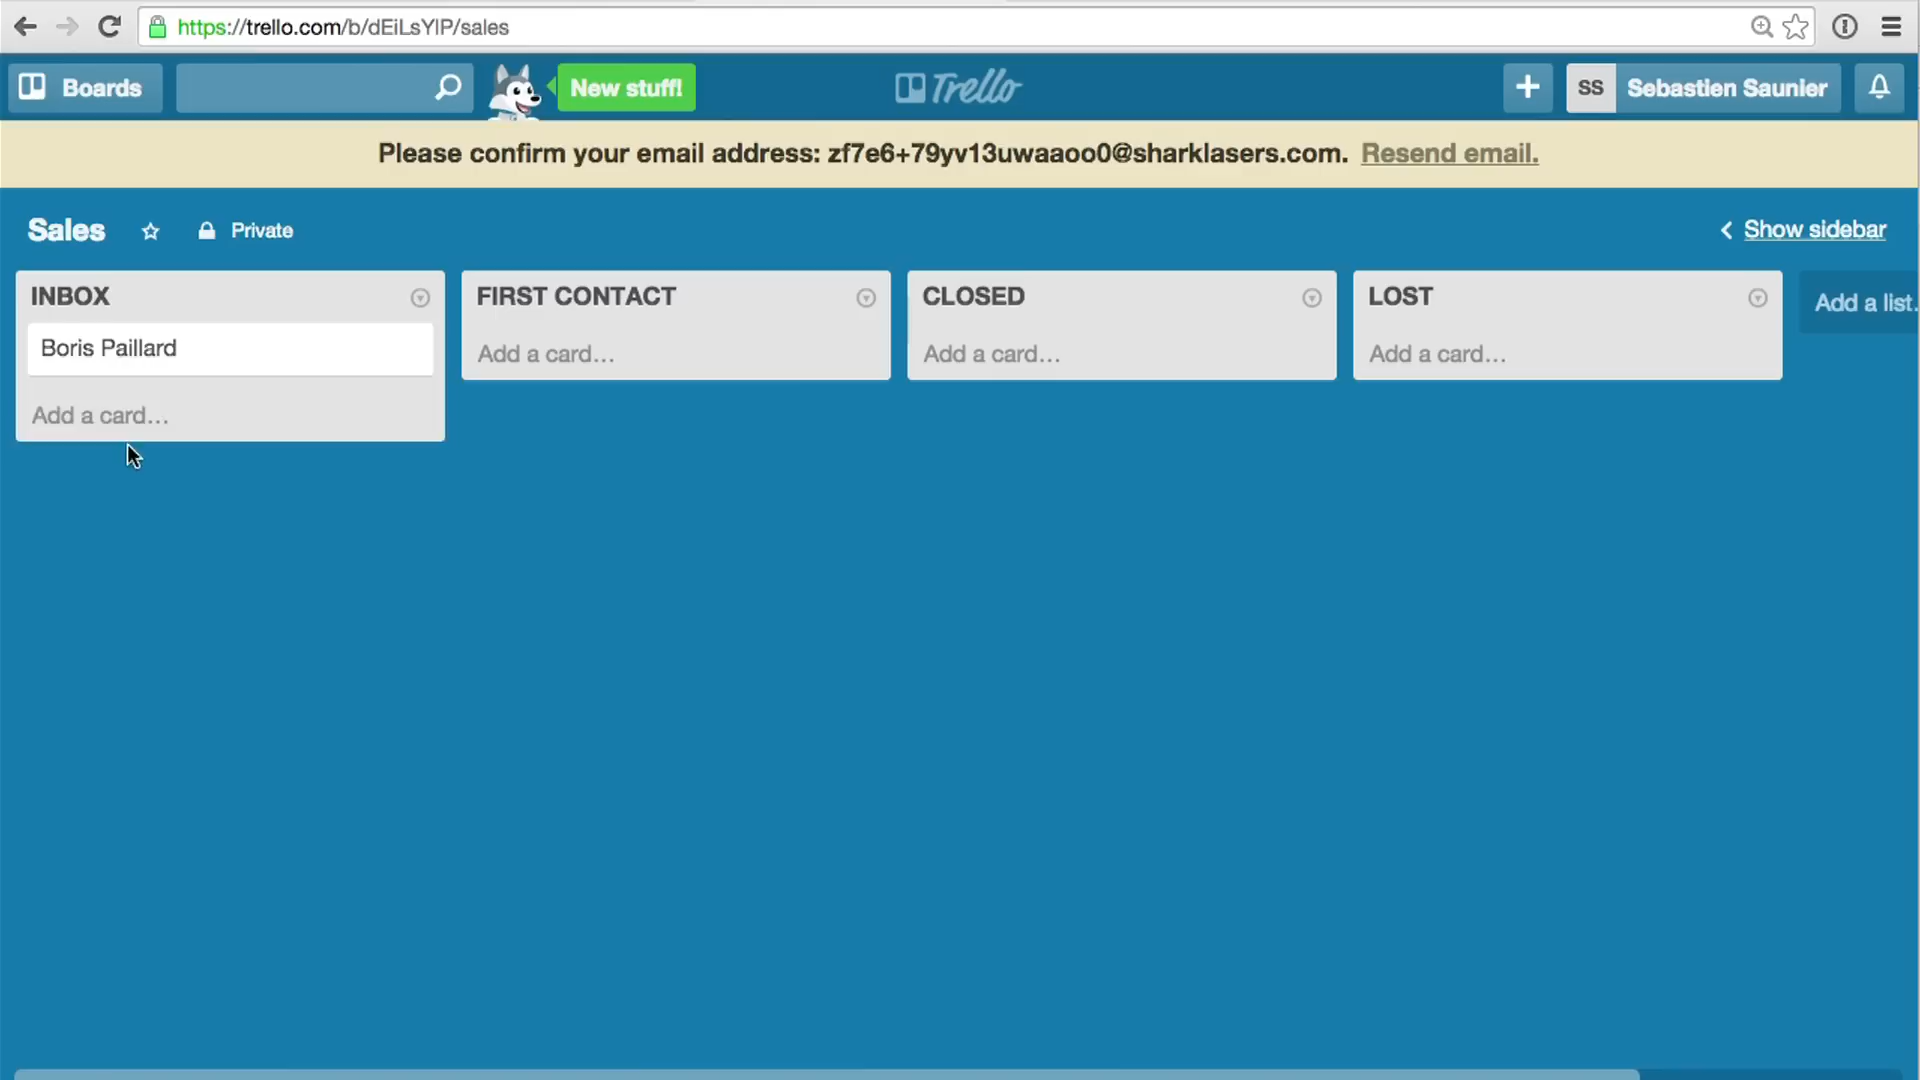 https://trello.com/b/dEiLsYlP/sales
Boards
New stuff!
Trello
SS
Sebastien Saunier
Please confirm your email address: zf7e6+79yv13uwaaoo0@sharklasers.com. Resend email.
Sales
Private
Show sidebar
INBOX
Boris Paillard
Add a card…
FIRST CONTACT
Add a card…
CLOSED
Add a card…
LOST
Add a card…
Add a list.